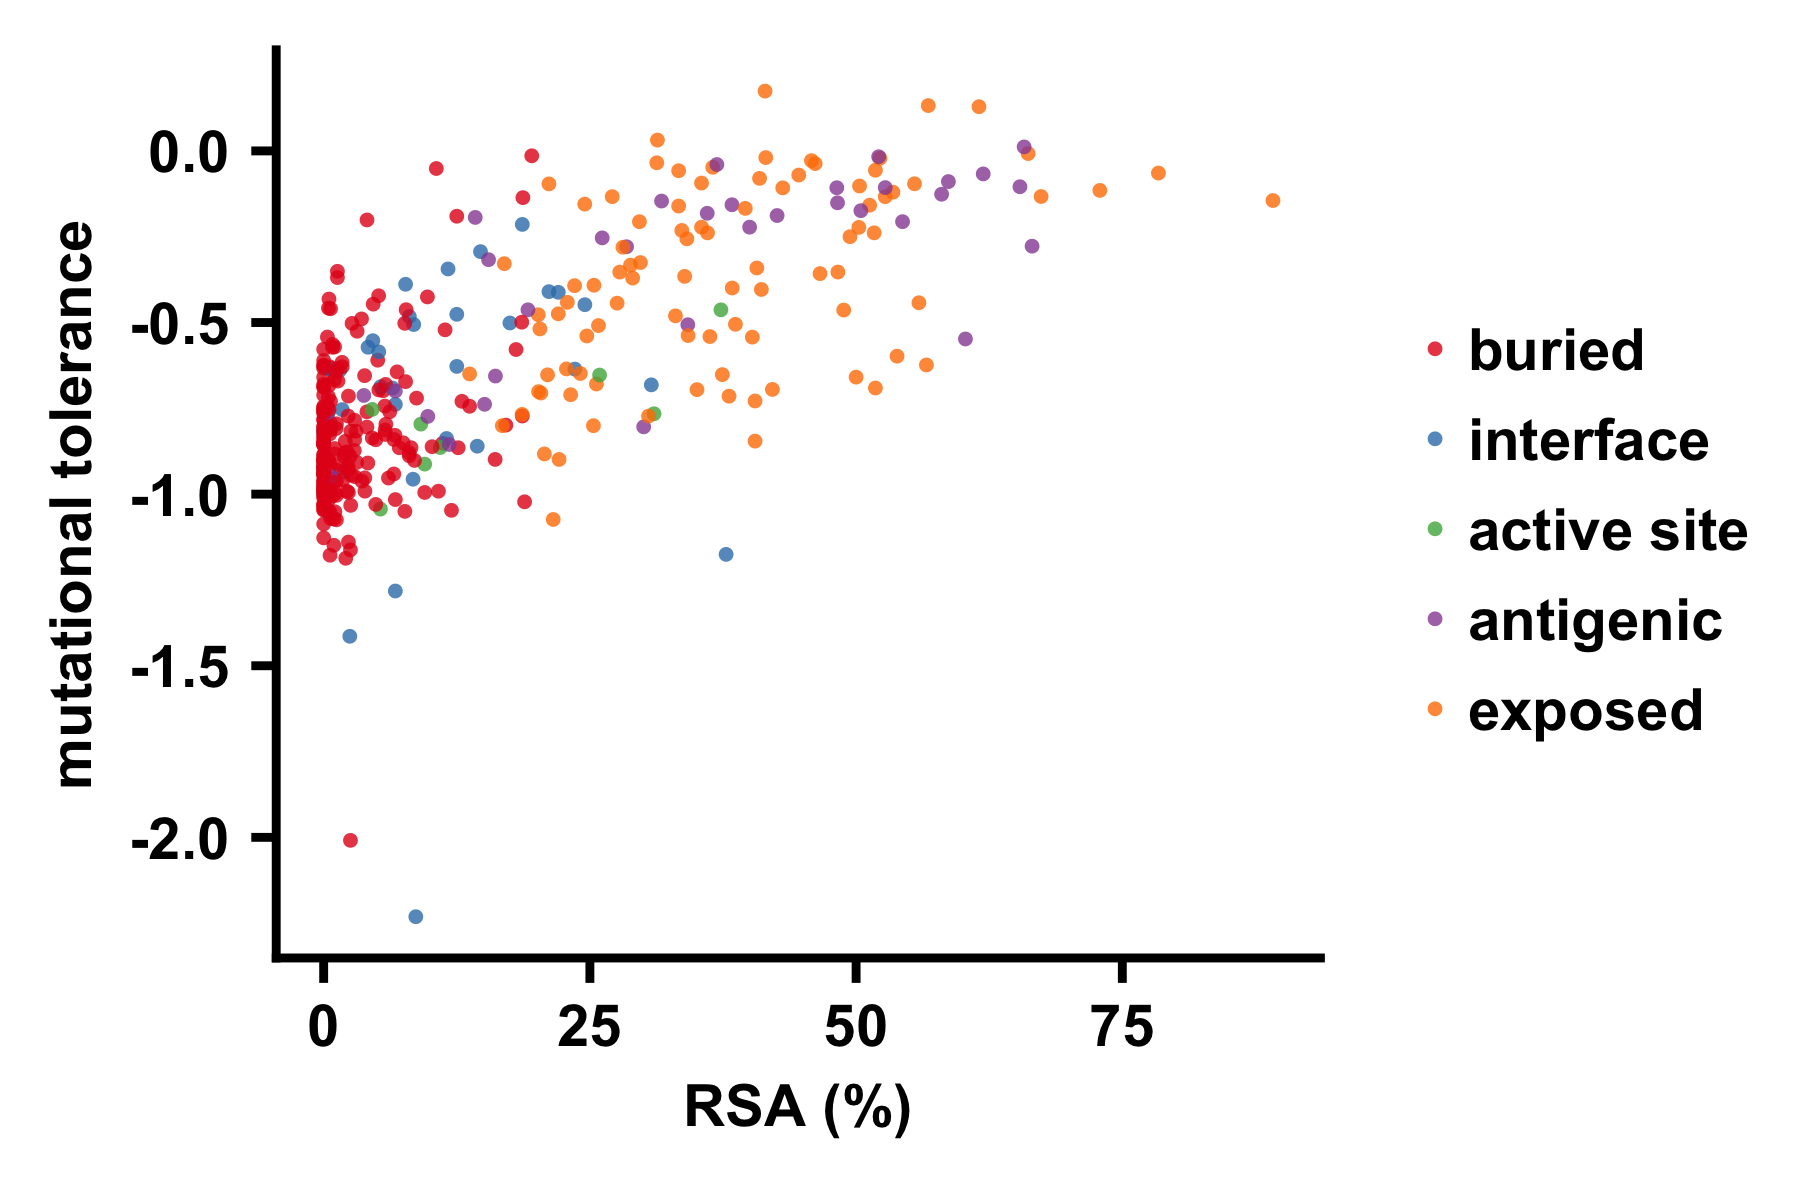 mutational tolerance
0.0
-0.5
-1.0
-1.5
-2.0
0
25
50
75
RSA (%)
buried
interface
active site
antigenic
exposed